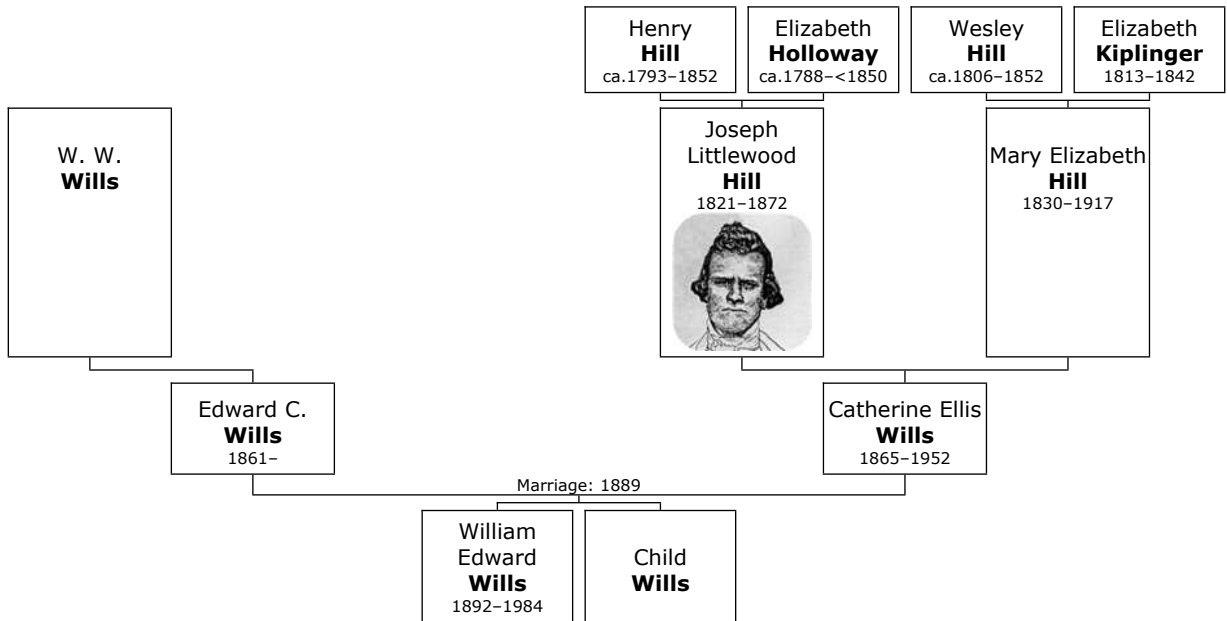 Henry
Hill
ca.1793–1852
Elizabeth
Holloway
ca.1788–<1850
Wesley
Hill
ca.1806–1852
Elizabeth
Kiplinger
1813–1842
W. W.
Wills
Joseph
Littlewood
Hill
1821–1872
Mary Elizabeth
Hill
1830–1917
Edward C.
Wills
1861–
Catherine Ellis
Wills
1865–1952
Marriage: 1889
William
Edward
Wills
1892–1984
Child
Wills